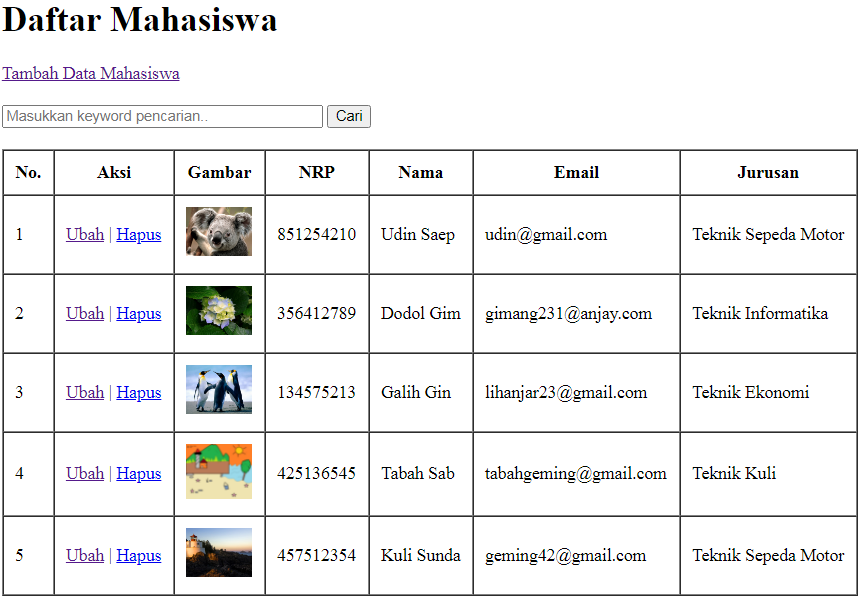 Daftar Mahasiswa
Tambah Data Mahasiswa
Masukkan keyword pencarian.. Cari
No. Aksi Gambar NRP Nama Email Jurusan
1 Ubah | Hapus 851254210 Udin Saep udin@gmail.com Teknik Sepeda Motor
2 Ubah | Hapus 356412789 Dodol Gim gimang231@anjay.com Teknik Informatika
3 Ubah | Hapus 134575213 Galih Gin lihanjar23@gmail.com Teknik Ekonomi
4 Ubah | Hapus 425136545 Tabah Sab tabahgeming@gmail.com Teknik Kuli
5 Ubah | Hapus 457512354 Kuli Sunda geming42@gmail.com Teknik Sepeda Motor